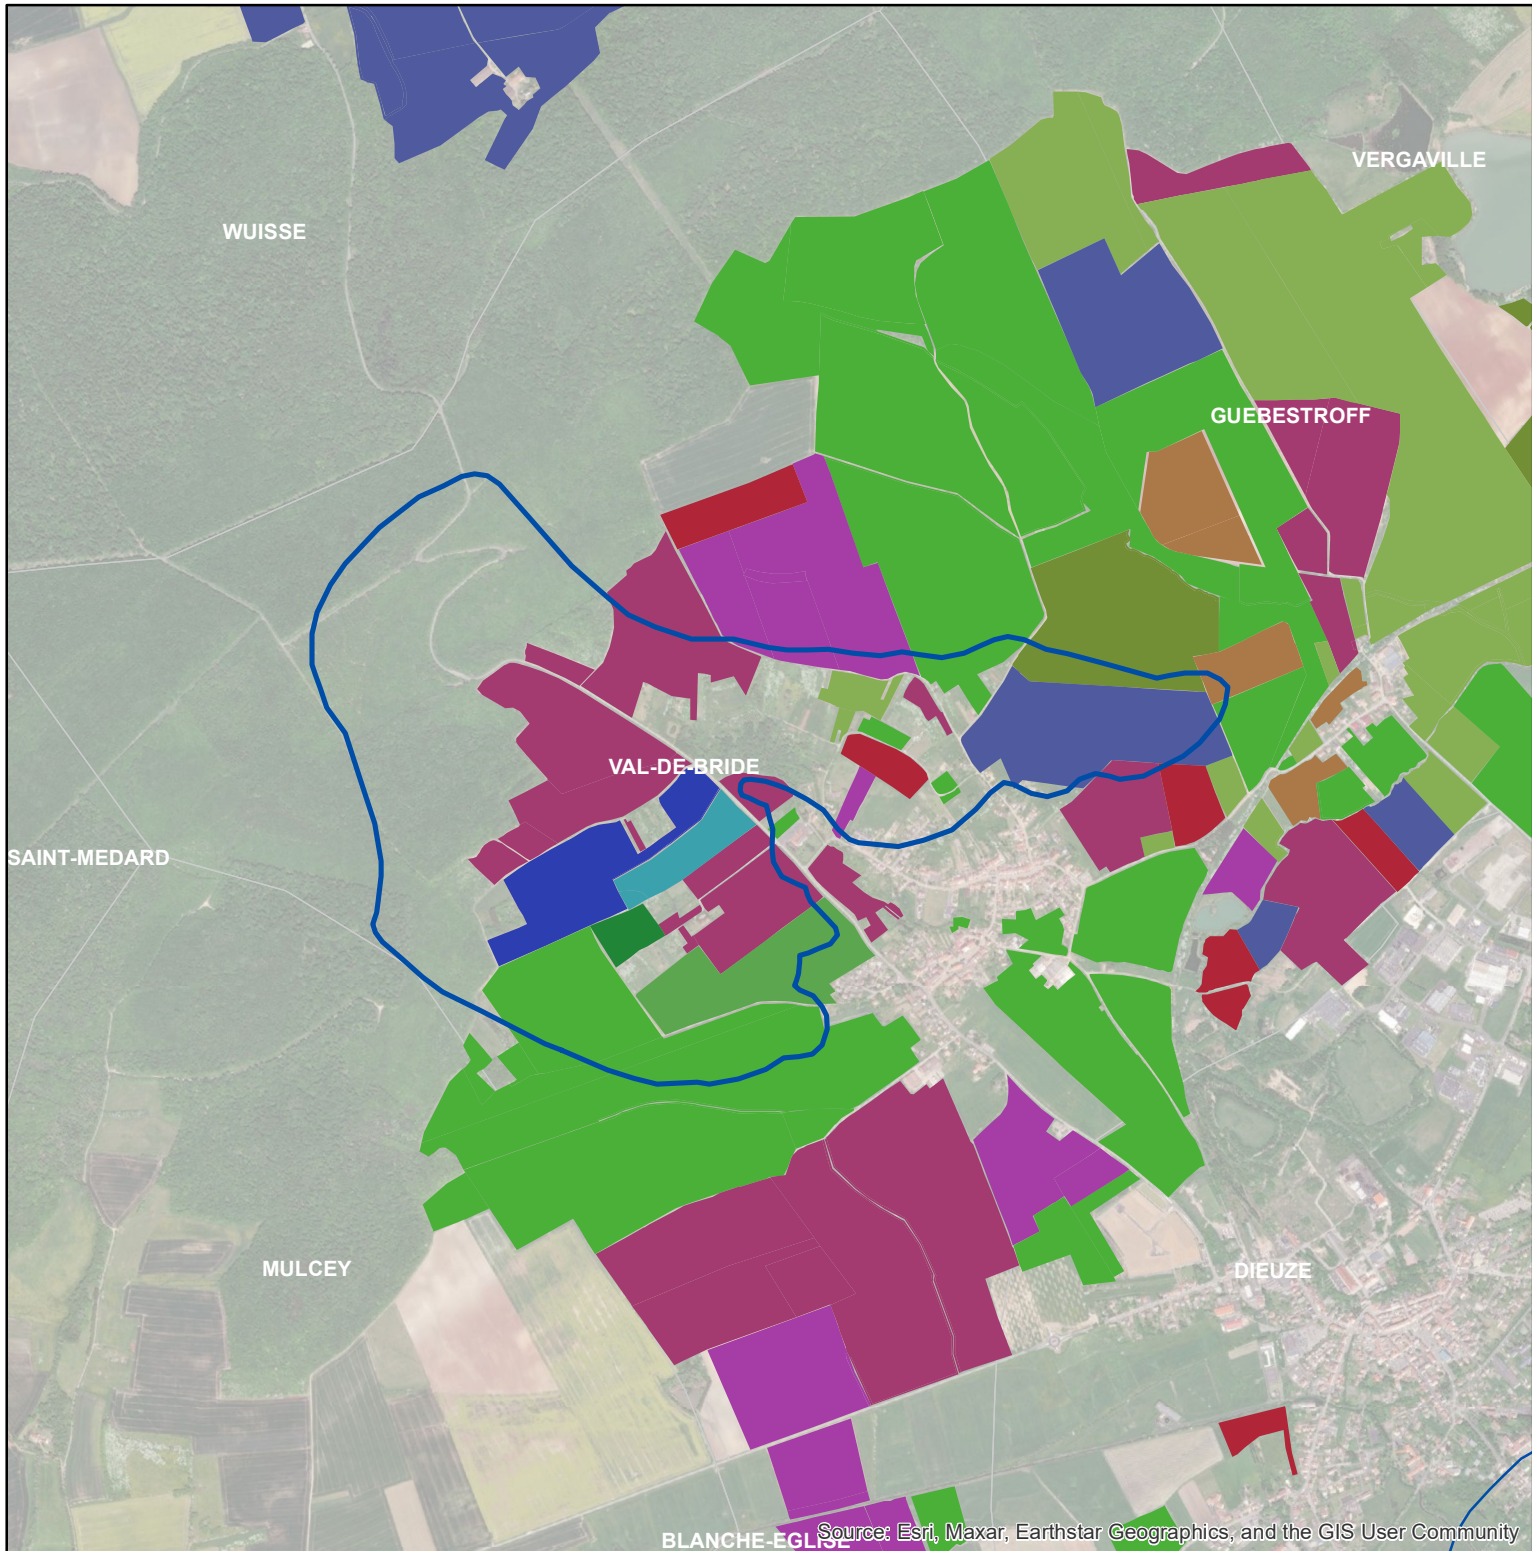 VERGAVILLE
WUISSE
GUEBESTROFF
VAL-DE-BRIDE
SAINT-MEDARD
MULCEY
DIEUZE
BLANCHE-EGLISE
Source: Esri, Maxar, Earthstar Geographics, and the GIS User Community